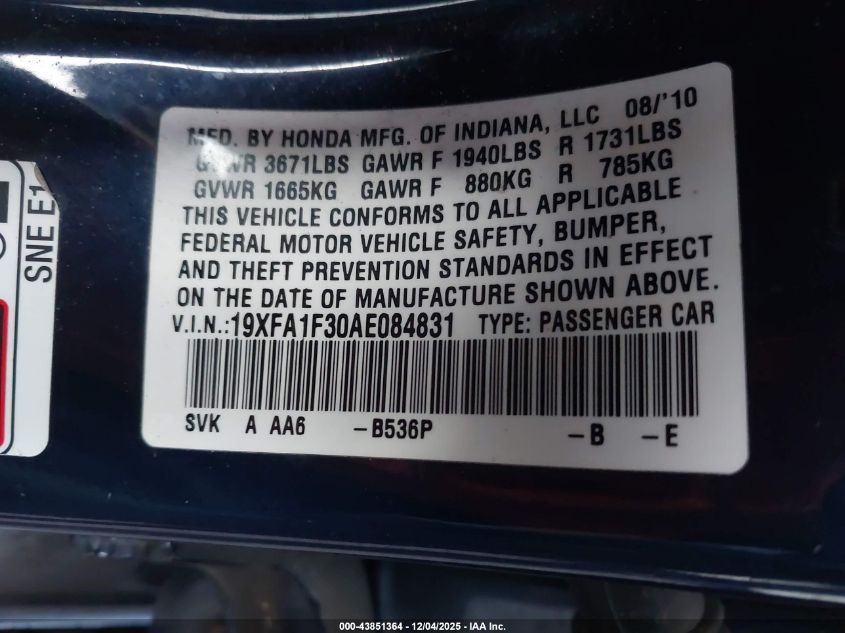 MFD. BY HONDA MFG. OF INDIANA, LLC 08/'10
GVWR 3671LBS GAWR F 1940LBS R 1731LBS
GVWR 1665KG GAWR F 880KG R 785KG
THIS VEHICLE CONFORMS TO ALL APPLICABLE
FEDERAL MOTOR VEHICLE SAFETY, BUMPER,
AND THEFT PREVENTION STANDARDS IN EFFECT
ON THE DATE OF MANUFACTURE SHOWN ABOVE.
V.I.N.:19XFA1F30AE084831 TYPE: PASSENGER CAR
SVK A AA6 -B536P -B -E
SNE E1
000-43851364 - 12/04/2025 - IAA Inc.